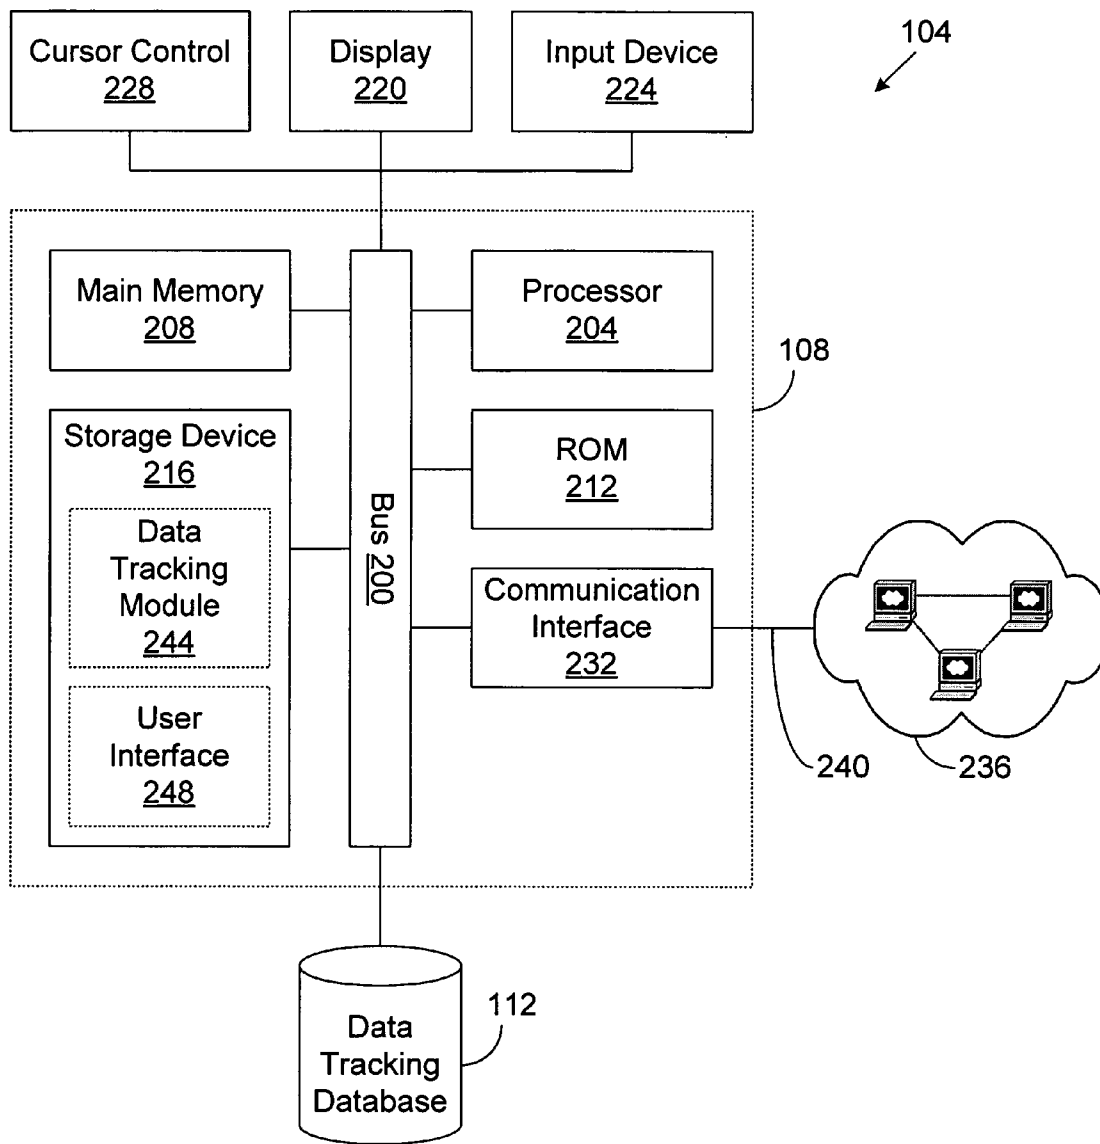 104
Cursor Control
228
Display
220
Input Device
224
Main Memory
208
Processor
204
108
Storage Device
216
ROM
212
Bus 200
Data
Tracking
Module
244
Communication
Interface
232
User
Interface
248
240
236
Data
Tracking
Database
112